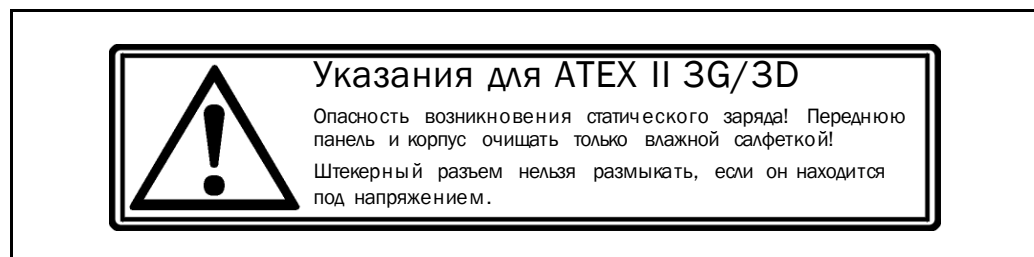 Указания для ATEX II 3G/3D
Опасность возникновения статического заряда! Переднюю
панель и корпус очищать только влажной салфеткой!
Штекерный разъем нельзя размыкать, если он находится
под напряжением.